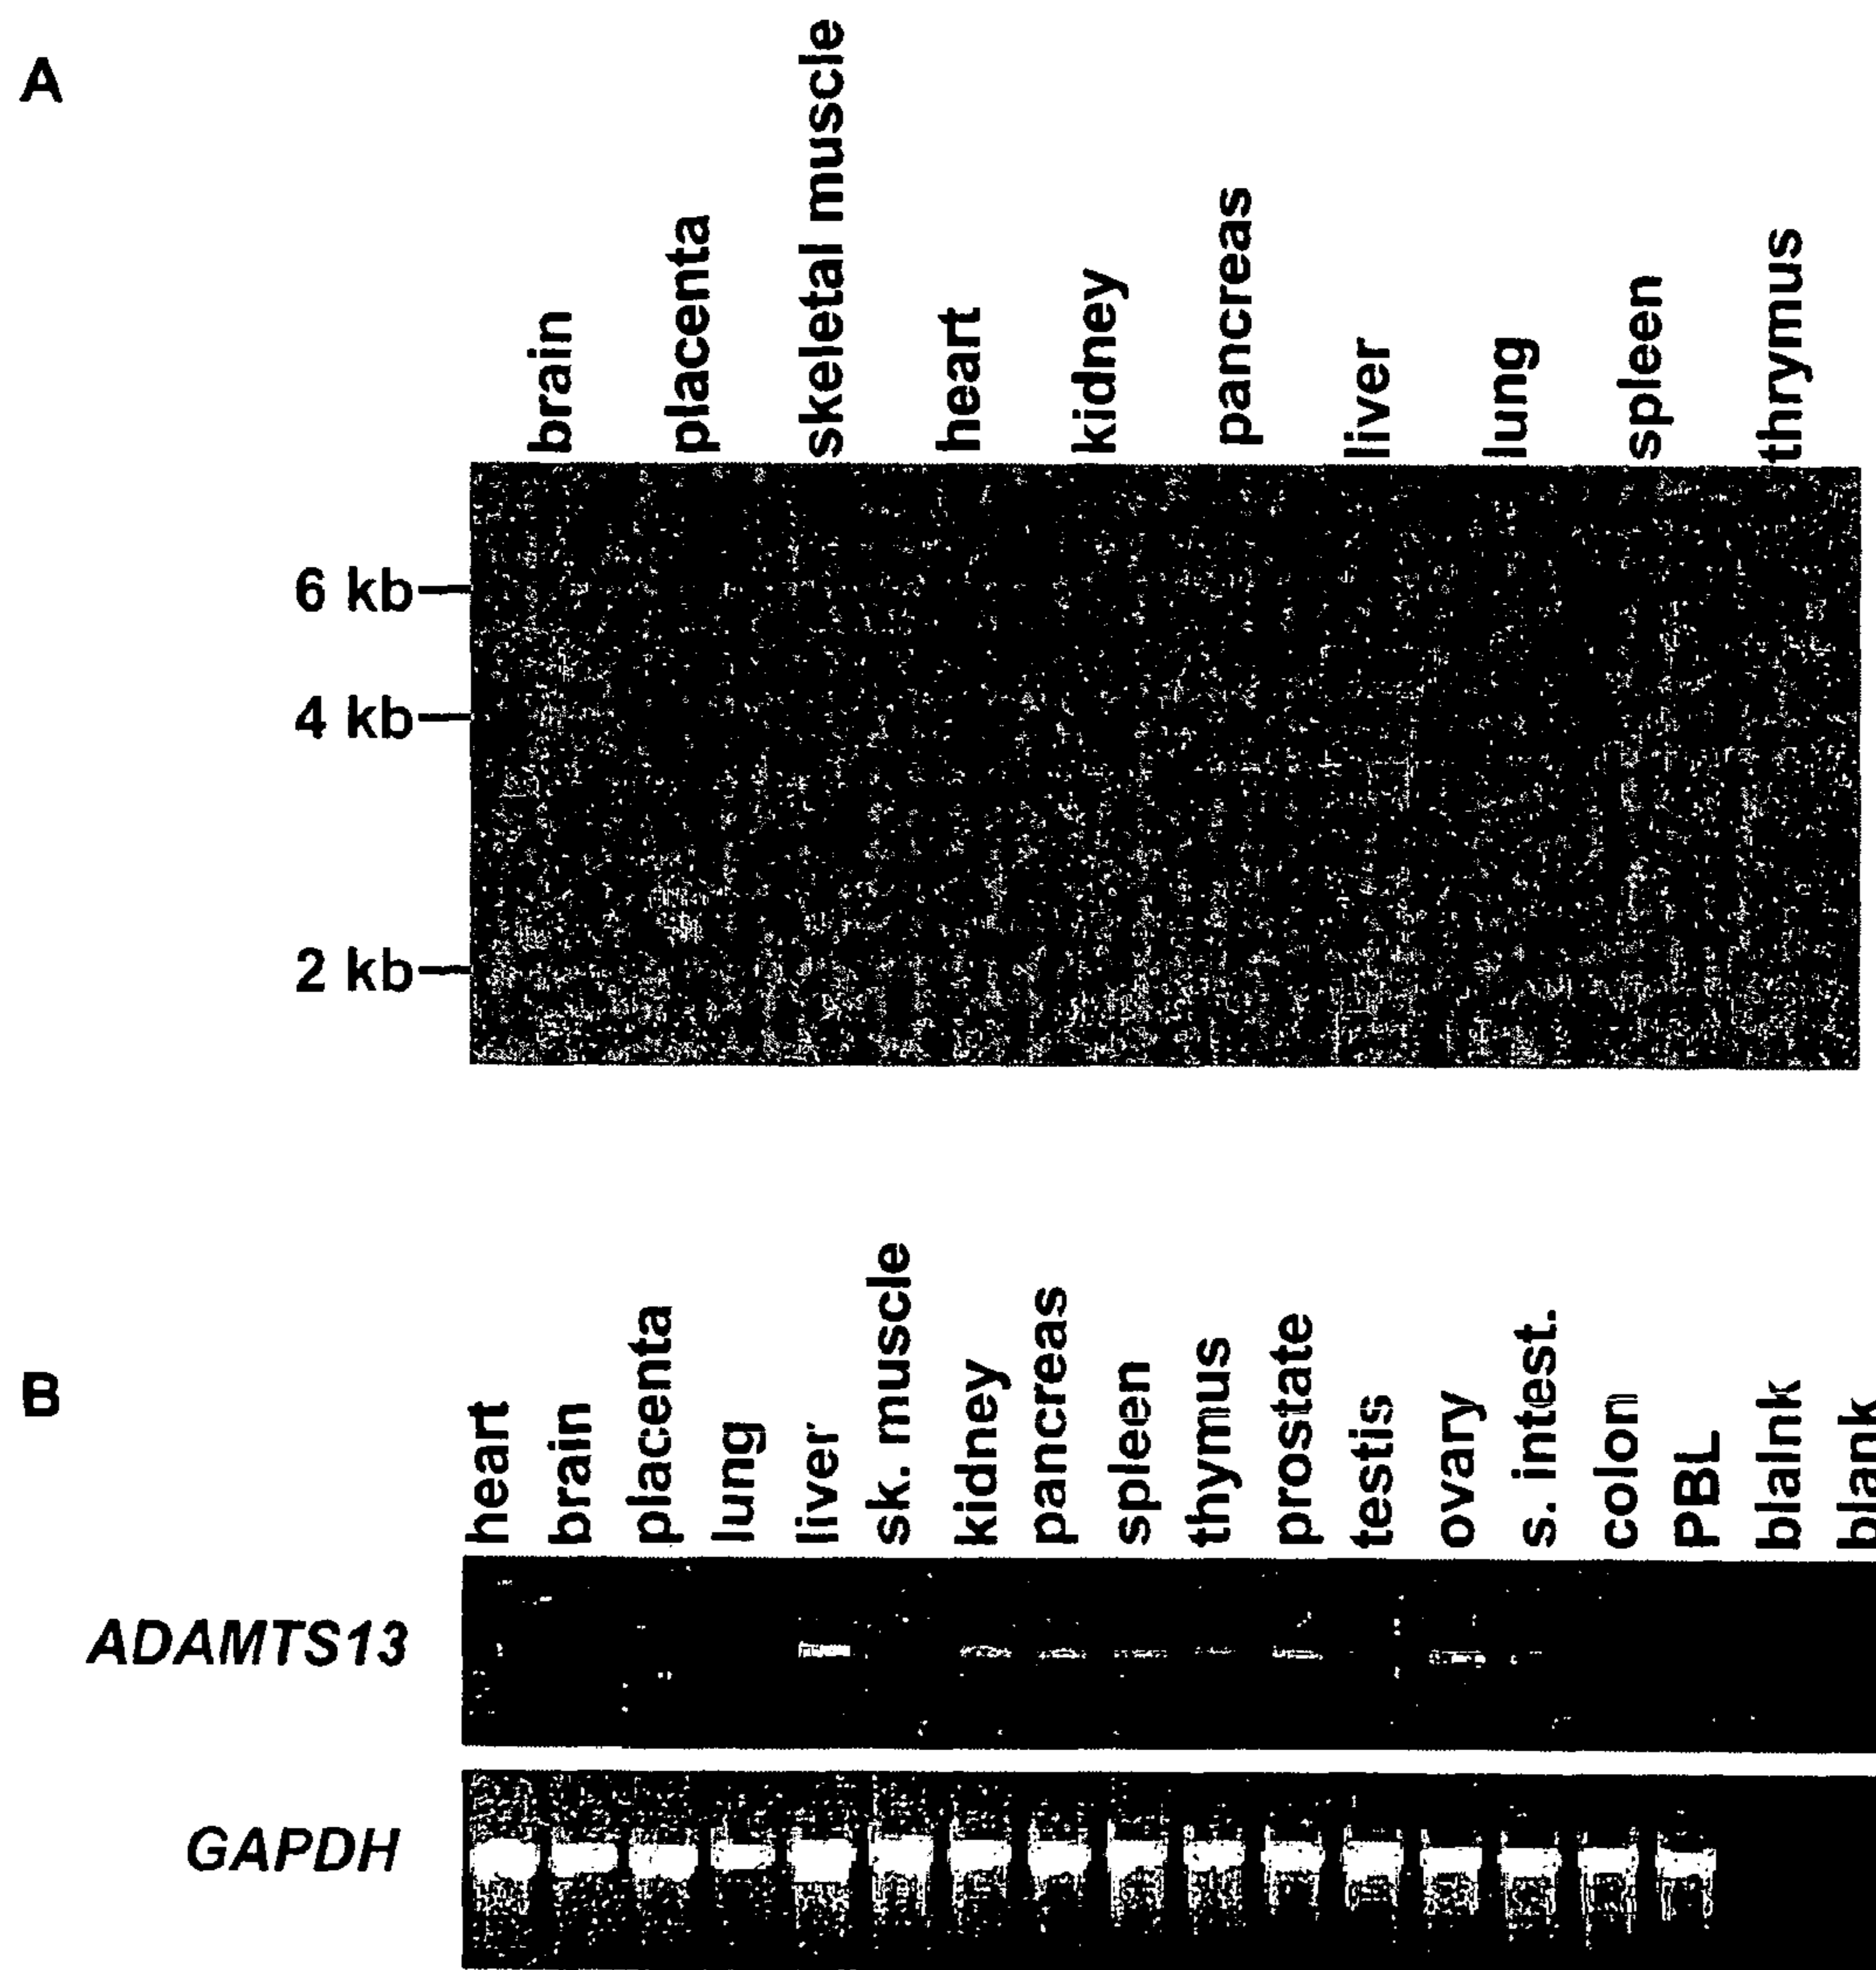 A
brain
placenta
skeletal muscle
heart
kidney
pancreas
liver
lung
spleen
thrymus
6 kb
4 kb
2 kb
B
heart
brain
placenta
lung
liver
sk. muscle
kidney
pancreas
spleen
thymus
prostate
testis
ovary
s. intest.
colon
PBL
blalnk
blank
ADAMTS13
GAPDH